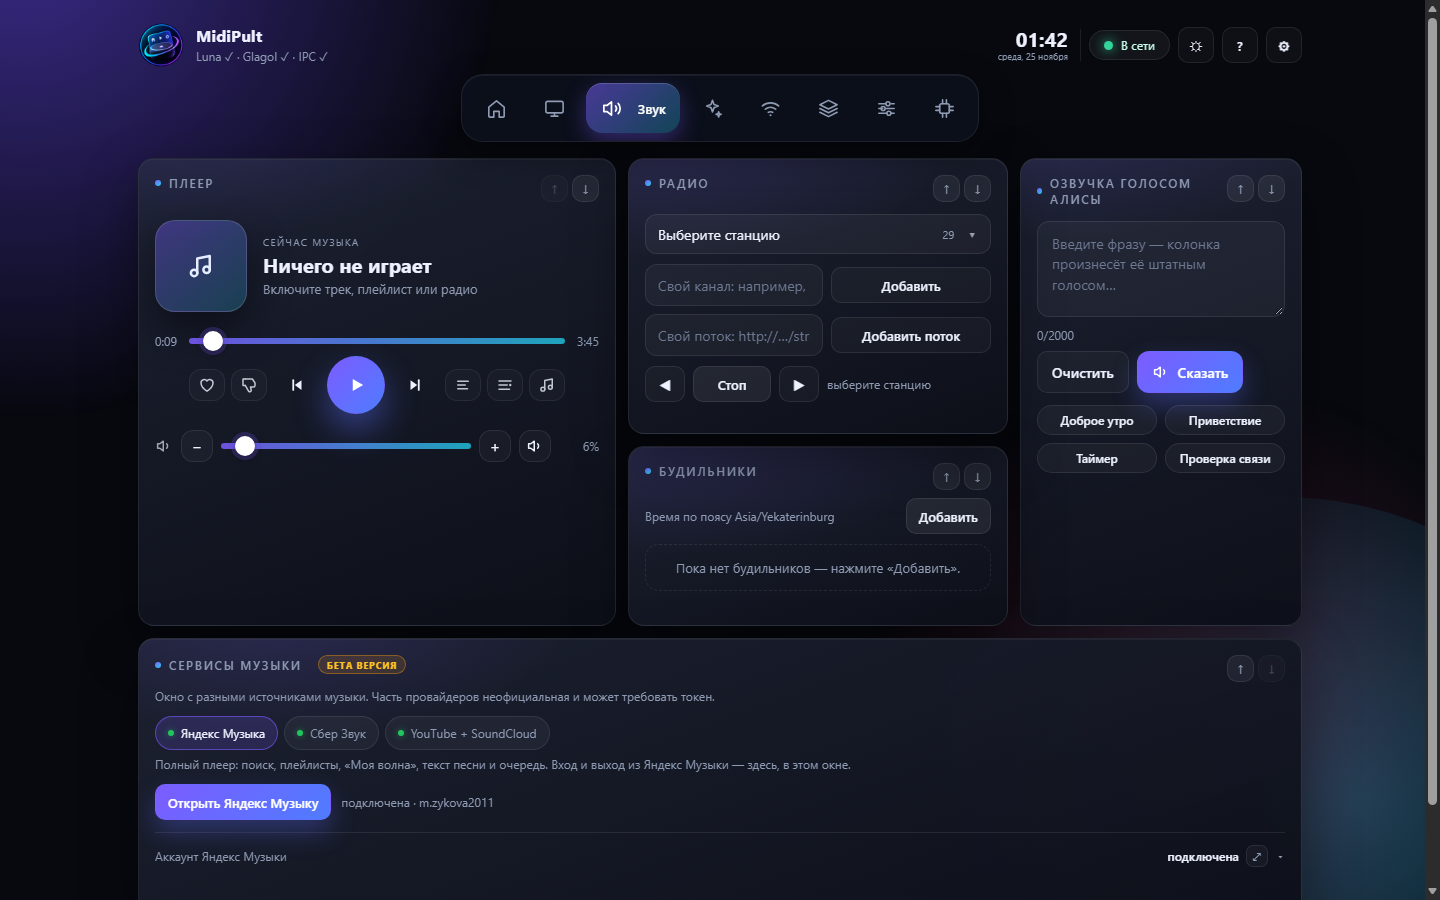 MidiPult
Luna ✓ · Glagol ✓ · IPC ✓
01:42
среда, 25 ноября
В сети
?
Звук
ПЛЕЕР
↑ ↓
СЕЙЧАС МУЗЫКА
Ничего не играет
Включите трек, плейлист или радио
0:09
3:45
−
+
6%
РАДИО
↑ ↓
Выберите станцию
29
Свой канал: например,
Добавить
Свой поток: http://.../str
Добавить поток
Стоп
выберите станцию
БУДИЛЬНИКИ
↑ ↓
Время по поясу Asia/Yekaterinburg
Добавить
Пока нет будильников — нажмите «Добавить».
ОЗВУЧКА ГОЛОСОМ
АЛИСЫ
↑ ↓
Введите фразу — колонка
произнесёт её штатным
голосом...
0/2000
Очистить
Сказать
Доброе утро
Приветствие
Таймер
Проверка связи
СЕРВИСЫ МУЗЫКИ
БЕТА ВЕРСИЯ
↑ ↓
Окно с разными источниками музыки. Часть провайдеров неофициальная и может требовать токен.
Яндекс Музыка
Сбер Звук
YouTube + SoundCloud
Полный плеер: поиск, плейлисты, «Моя волна», текст песни и очередь. Вход и выход из Яндекс Музыки — здесь, в этом окне.
Открыть Яндекс Музыку
подключена · m.zykova2011
Аккаунт Яндекс Музыки
подключена